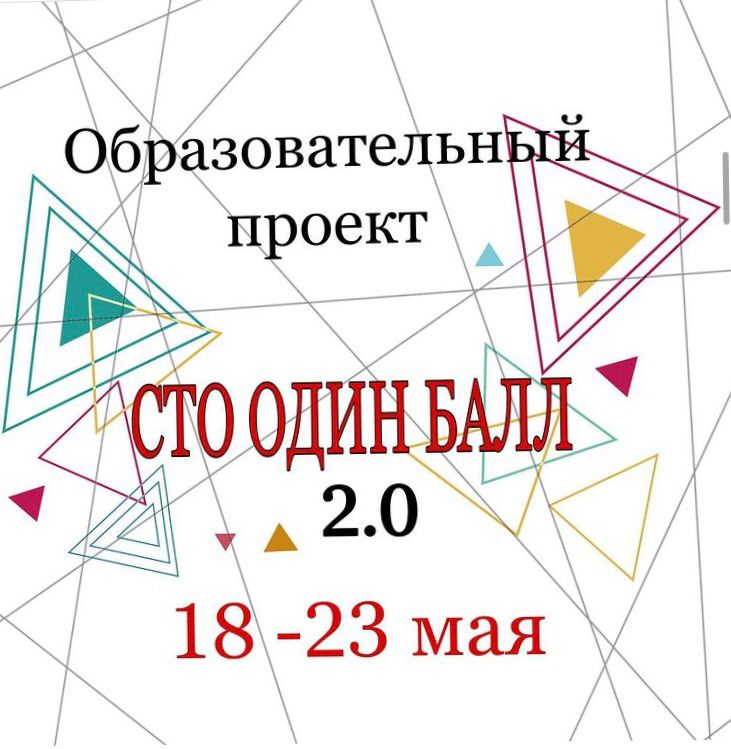 Образовательный
проект
СТО ОДИН БАЛЛ
2.0
18 -23 мая